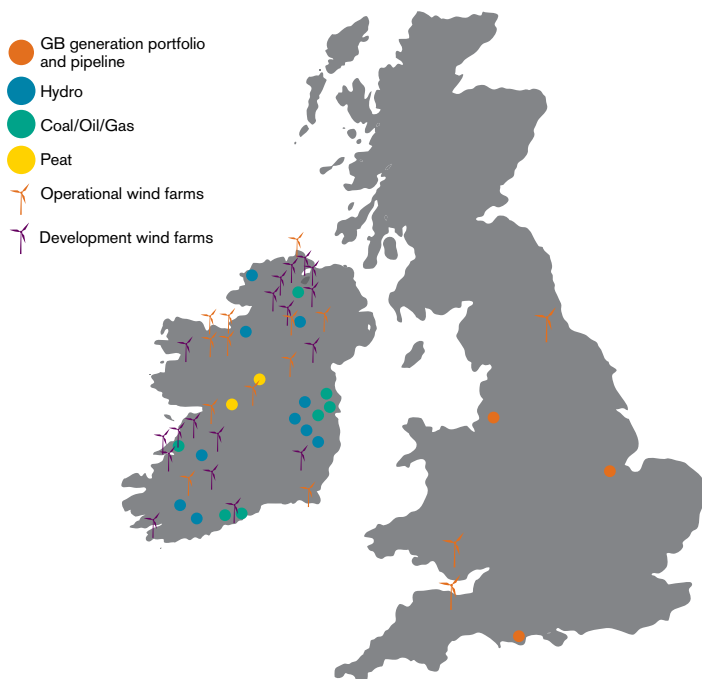 GB generation portfolio
and pipeline
Hydro
Coal/Oil/Gas
Peat
Operational wind farms
Development wind farms